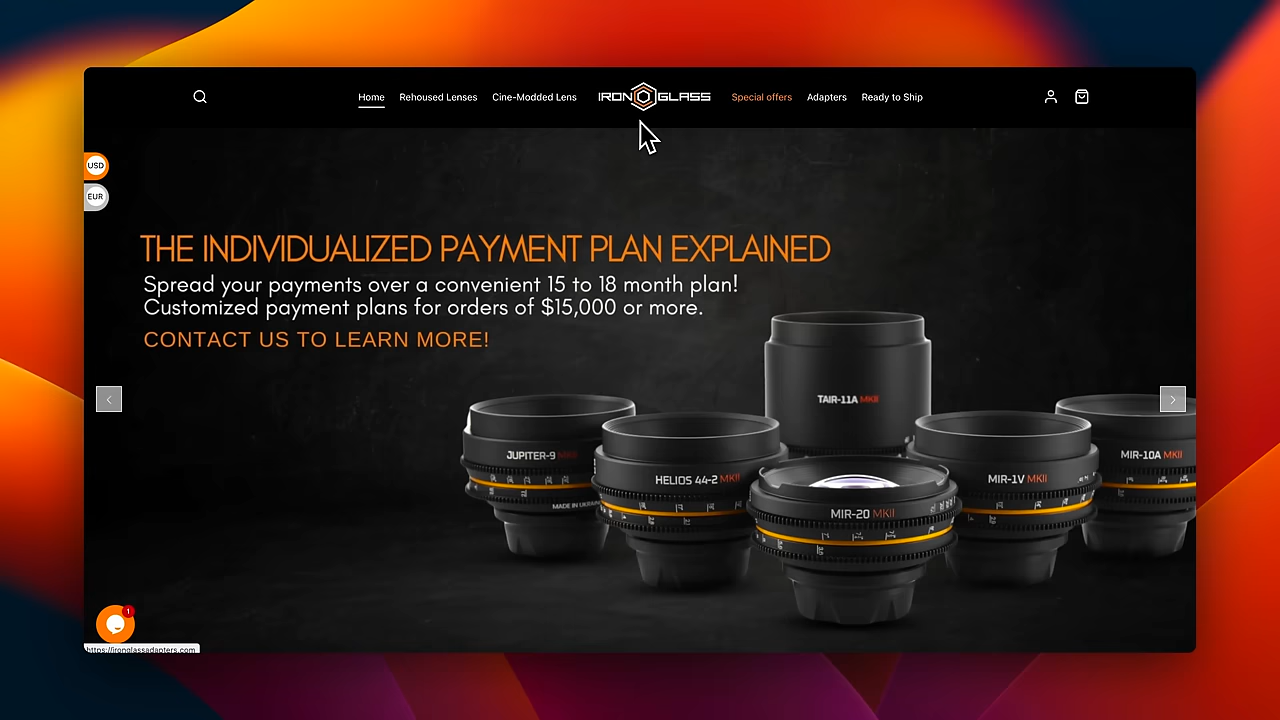 Home Rehoused Lenses Cine-Modded Lens IRON GLASS Special offers Adapters Ready to Ship
USD
EUR
THE INDIVIDUALIZED PAYMENT PLAN EXPLAINED
Spread your payments over a convenient 15 to 18 month plan!
Customized payment plans for orders of $15,000 or more.
CONTACT US TO LEARN MORE!
TAIR-11A MKII
JUPITER-9 MKII
HELIOS 44-2 MKII
MIR-1V MKII
MIR-10A MKII
MIR-20 MKII
MADE IN UKRAINE
1
https://ironglassadapters.com